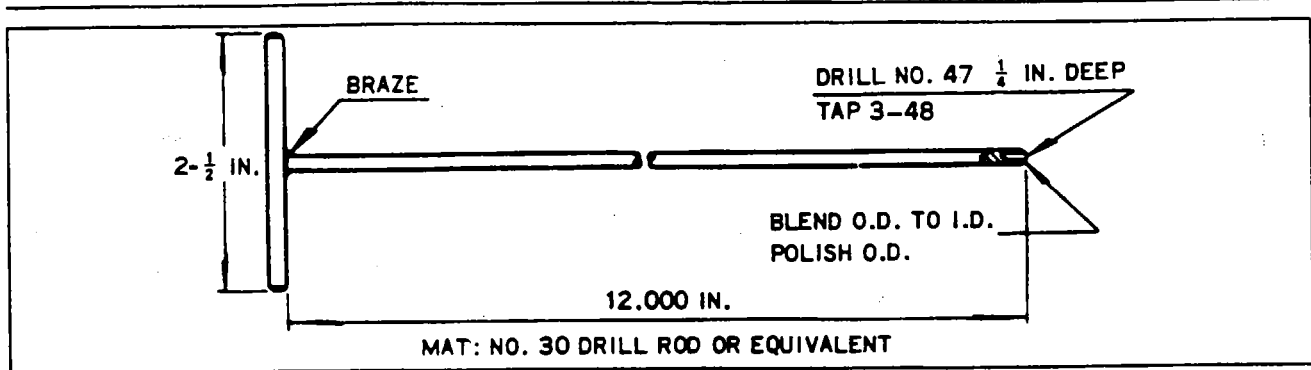 BRAZE
DRILL NO. 47 1/4 IN. DEEP
TAP 3-48
2-1/2 IN.
BLEND O.D. TO I.D.
POLISH O.D.
12.000 IN.
MAT: NO. 30 DRILL ROD OR EQUIVALENT